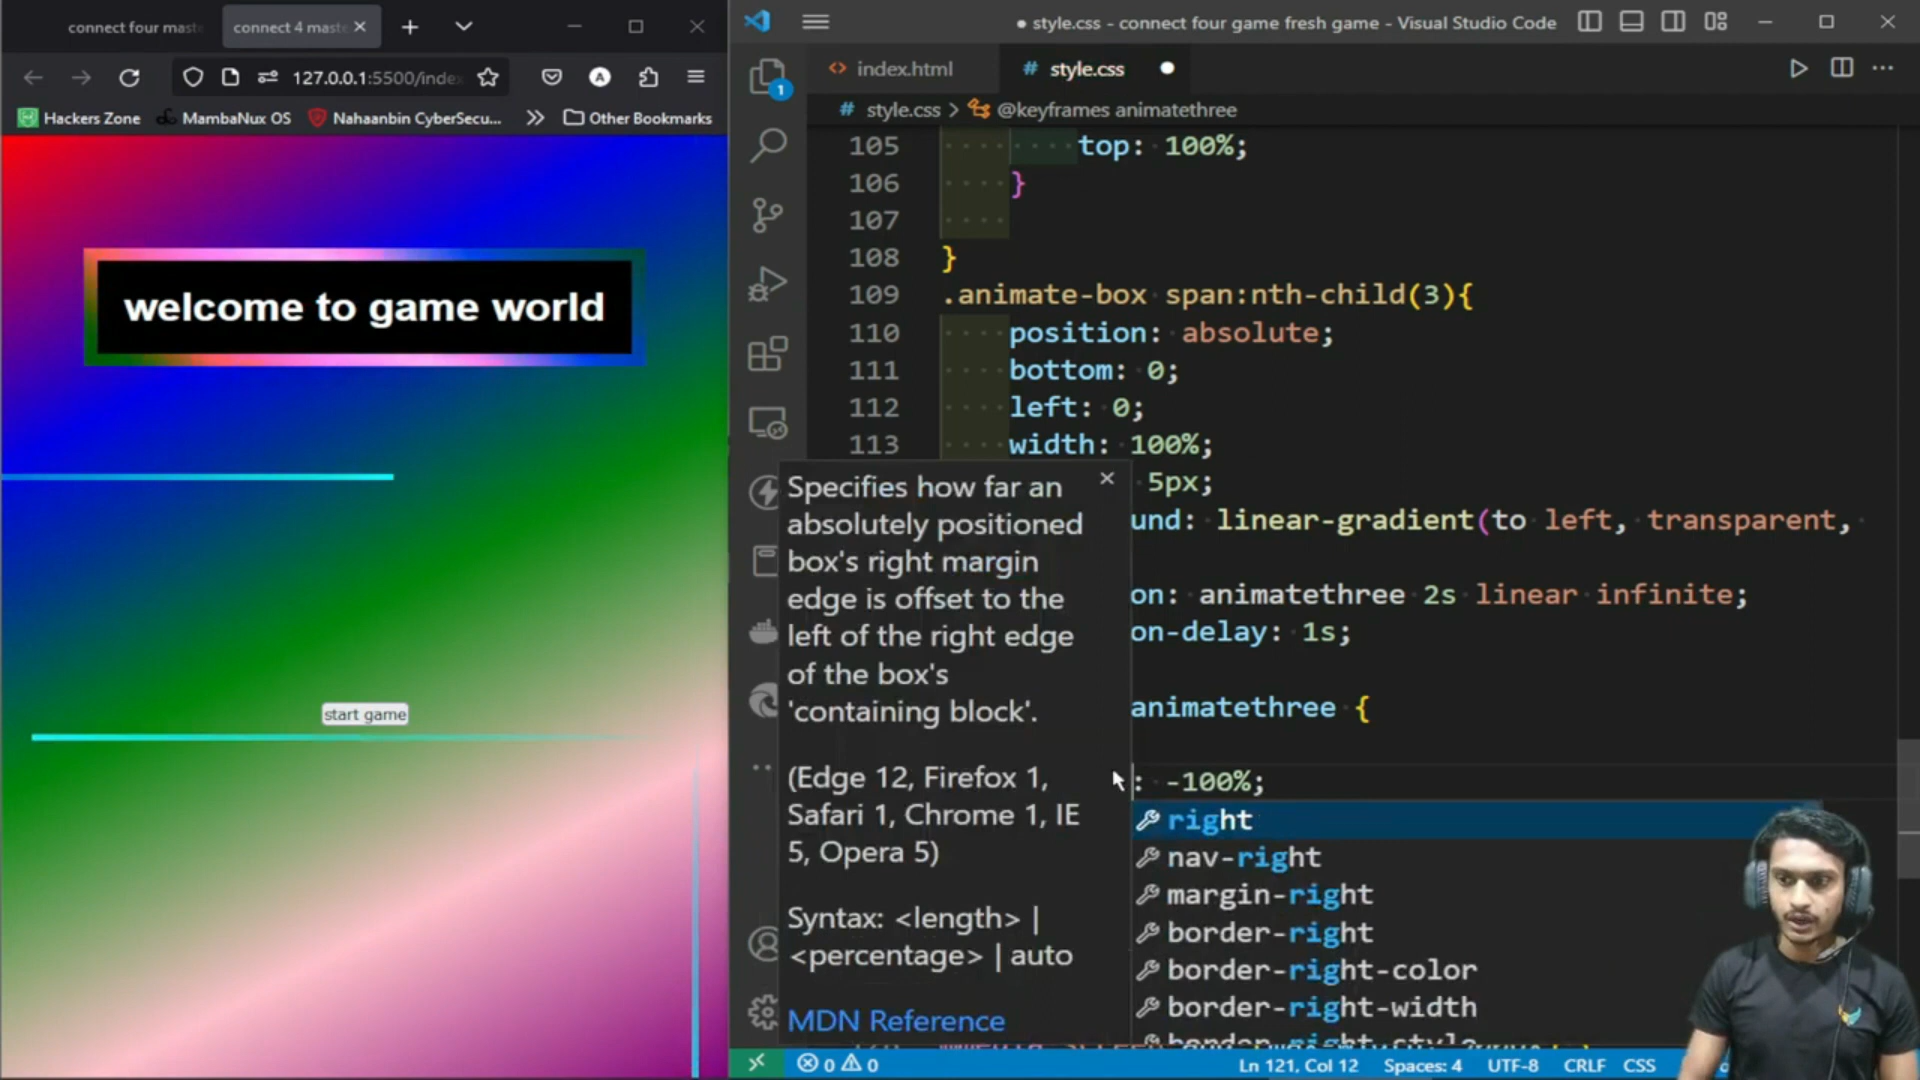 connect four mast
connect 4 mast
127.0.0.1:5500/index
Hackers Zone
MambaNux OS
Nahaanbin CyberSecu...
Other Bookmarks
welcome to game world
start game
● style.css - connect four game fresh game - Visual Studio Code
index.html
# style.css
# style.css > @keyframes animatethree
105 top: 100%;
106 }
107
108 }
109 .animate-box span:nth-child(3){
110 position: absolute;
111 bottom: 0;
112 left: 0;
113 width: 100%;
5px;
und: linear-gradient(to left, transparent,
on: animatethree 2s linear infinite;
on-delay: 1s;
animatethree {
: -100%;
Specifies how far an
absolutely positioned
box's right margin
edge is offset to the
left of the right edge
of the box's
'containing block'.
(Edge 12, Firefox 1,
Safari 1, Chrome 1, IE
5, Opera 5)
Syntax: <length> |
<percentage> | auto
MDN Reference
right
nav-right
margin-right
border-right
border-right-color
border-right-width
1
0 0
Ln 121, Col 12
Spaces: 4
UTF-8
CRLF
CSS